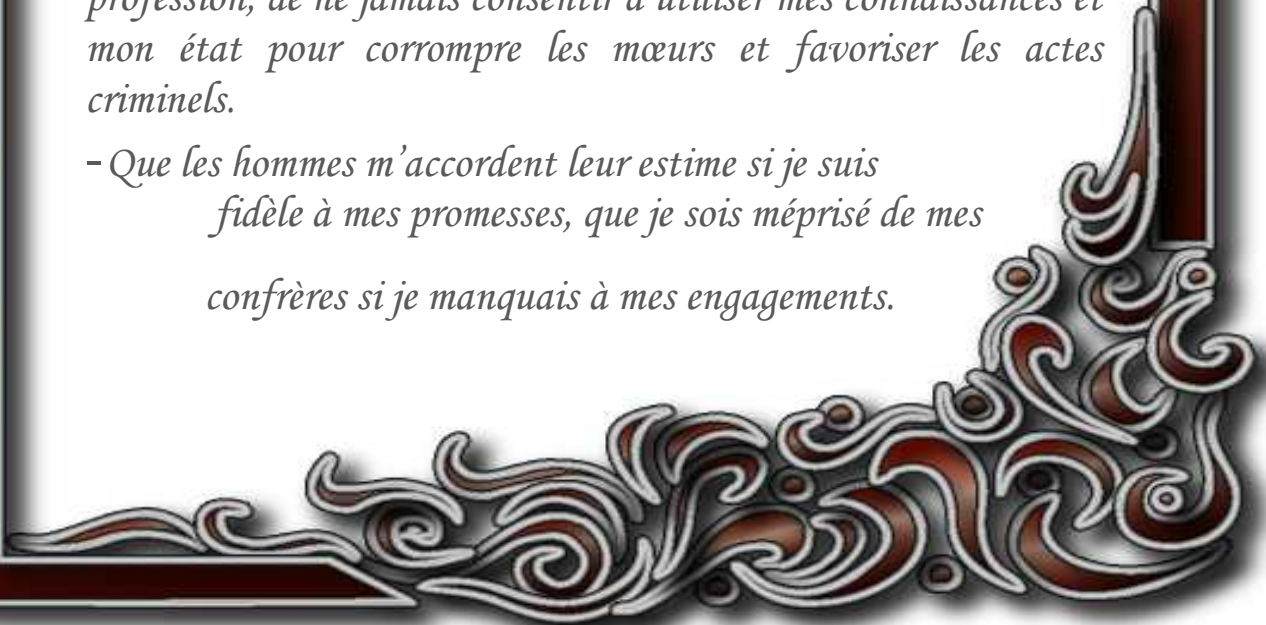 profession, de ne jamais consentir à utiliser mes connaissances et
mon état pour corrompre les mœurs et favoriser les actes
criminels.
-Que les hommes m’accordent leur estime si je suis
fidèle à mes promesses, que je sois méprisé de mes
confrères si je manquais à mes engagements.